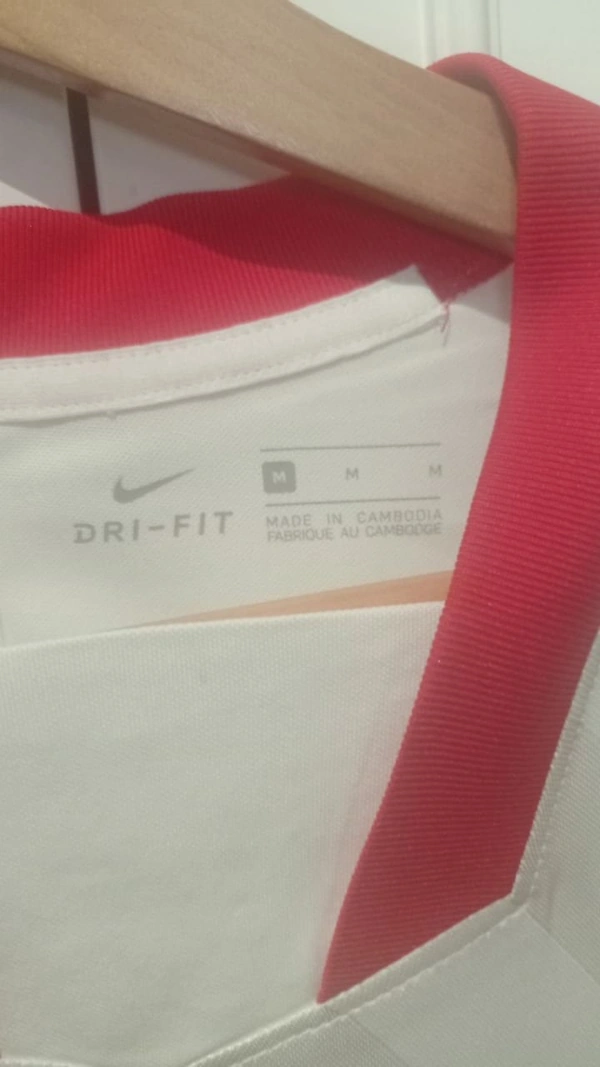 M M M
DRI-FIT
MADE IN CAMBODIA
FABRIQUE AU CAMBODGE